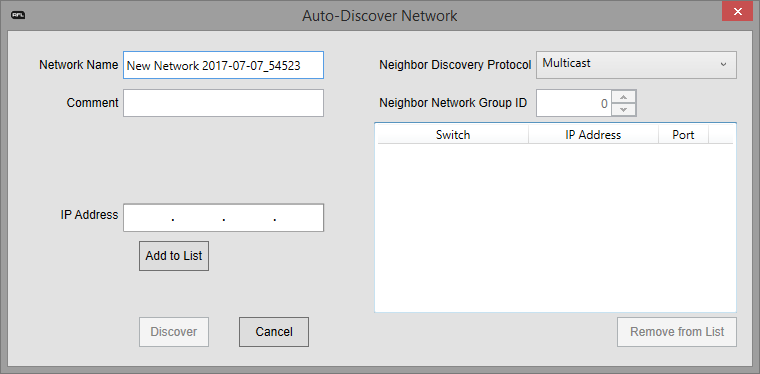 AFL
Auto-Discover Network
Network Name New Network 2017-07-07_54523
Neighbor Discovery Protocol Multicast
Comment
Neighbor Network Group ID 0
Switch IP Address Port
IP Address . . .
Add to List
Discover Cancel
Remove from List